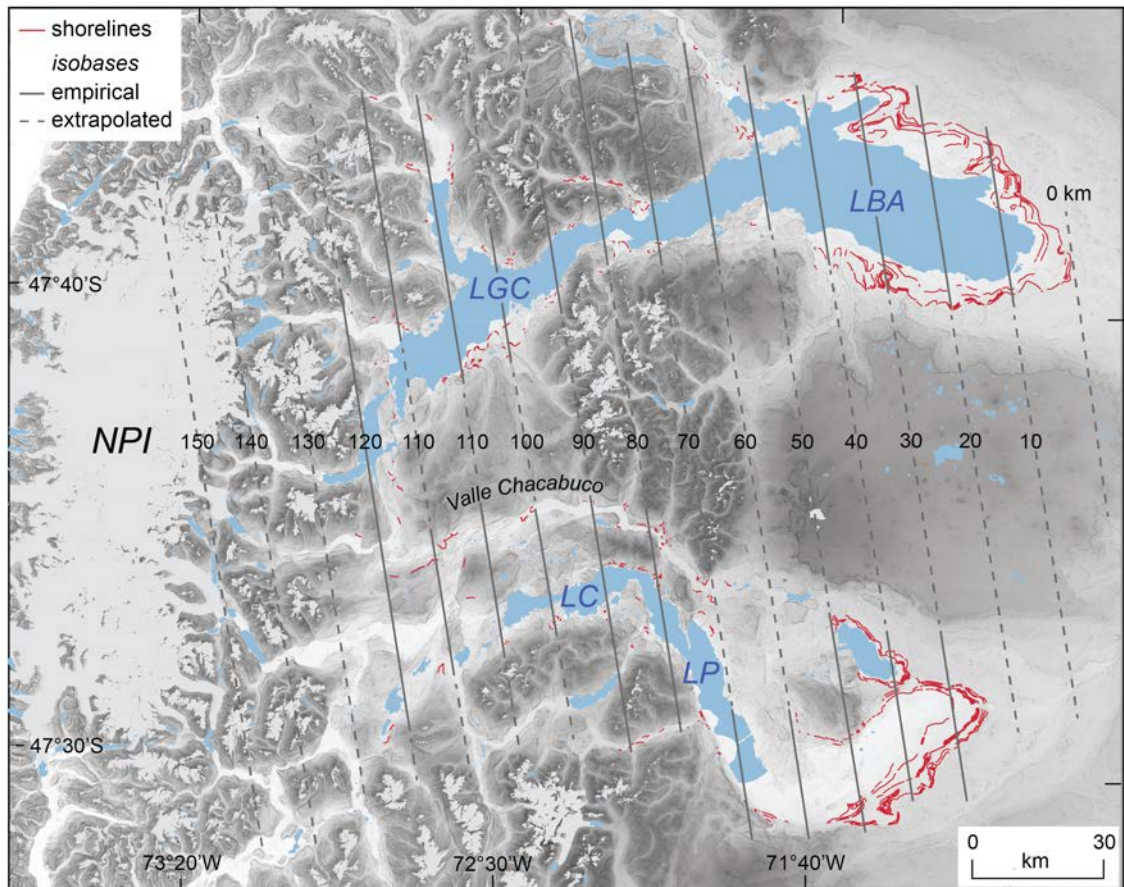 shorelines
isobases
empirical
extrapolated
0 km
LBA
47°40'S
LGC
NPI
150 140 130 120 110 110 100 90 80 70 60 50 40 30 20 10
Valle Chacabuco
LC
LP
47°30'S
73°20'W 72°30'W 71°40'W
0 30
km